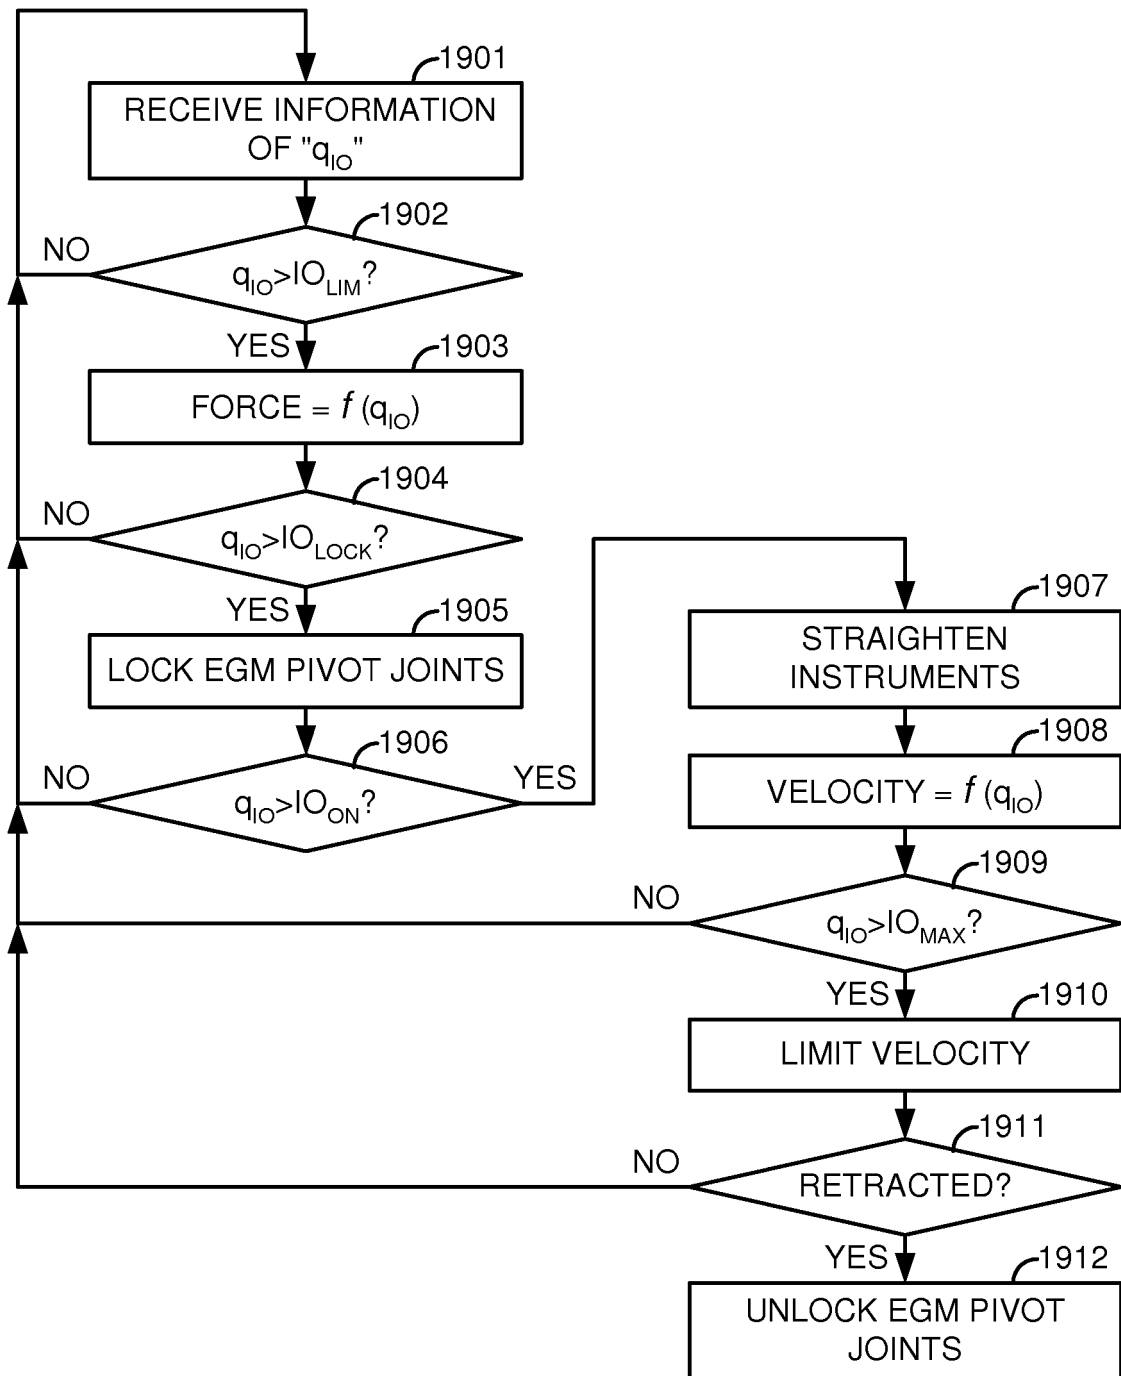 1901
RECEIVE INFORMATION
OF "qIO"
1902
NO
qIO>IOLIM?
YES
1903
FORCE = f (qIO)
1904
NO
qIO>IOLOCK?
YES
1905
LOCK EGM PIVOT JOINTS
1906
NO
qIO>IOON?
YES
1907
STRAIGHTEN
INSTRUMENTS
1908
VELOCITY = f (qIO)
1909
NO
qIO>IOMAX?
YES
1910
LIMIT VELOCITY
1911
NO
RETRACTED?
YES
1912
UNLOCK EGM PIVOT
JOINTS